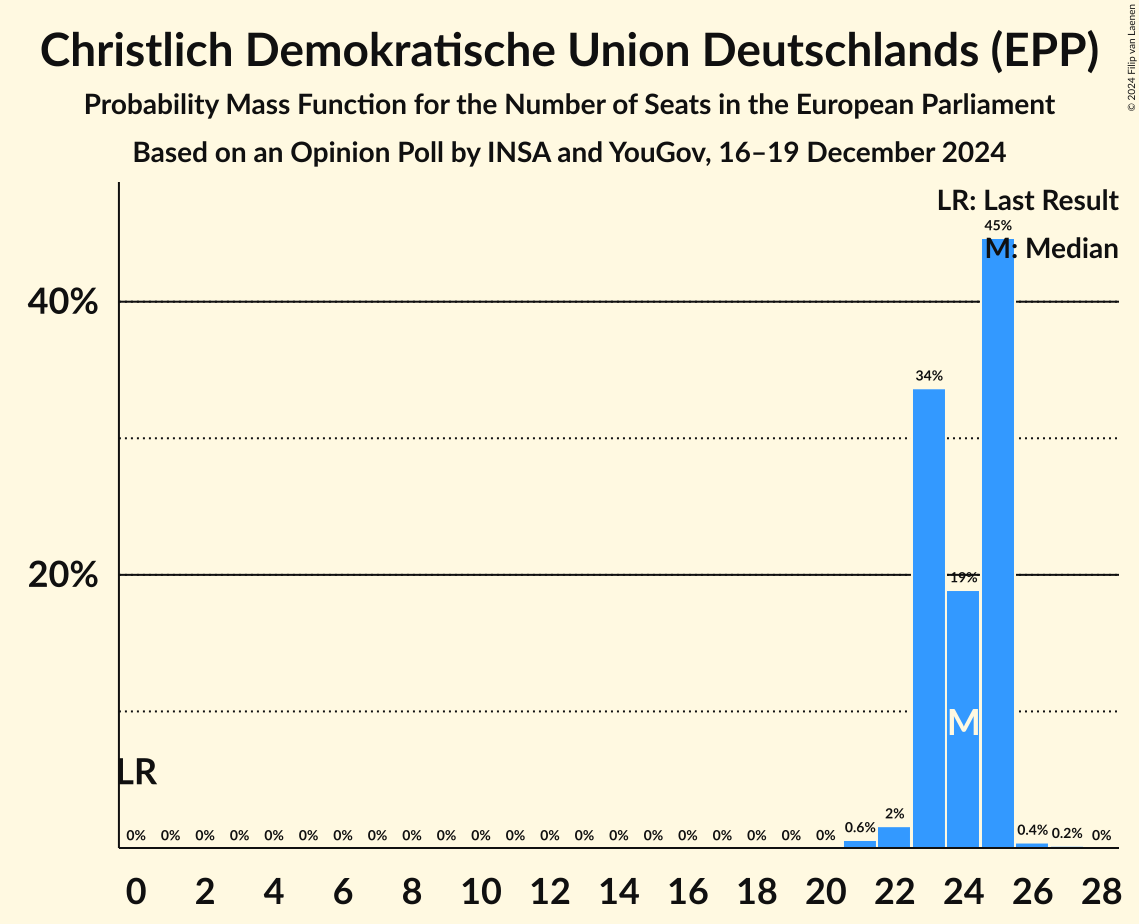 Christlich Demokratische Union Deutschlands (EPP)
Probability Mass Function for the Number of Seats in the European Parliament
Based on an Opinion Poll by INSA and YouGov, 16–19 December 2024
© 2024 Filip van Laenen
LR: Last Result
M: Median
45%
40%
34%
20%
19%
M
LR
0% 0% 0% 0% 0% 0% 0% 0% 0% 0% 0% 0% 0% 0% 0% 0% 0% 0% 0% 0% 0% 0.6% 2% 0.4% 0.2% 0%
0 2 4 6 8 10 12 14 16 18 20 22 24 26 28